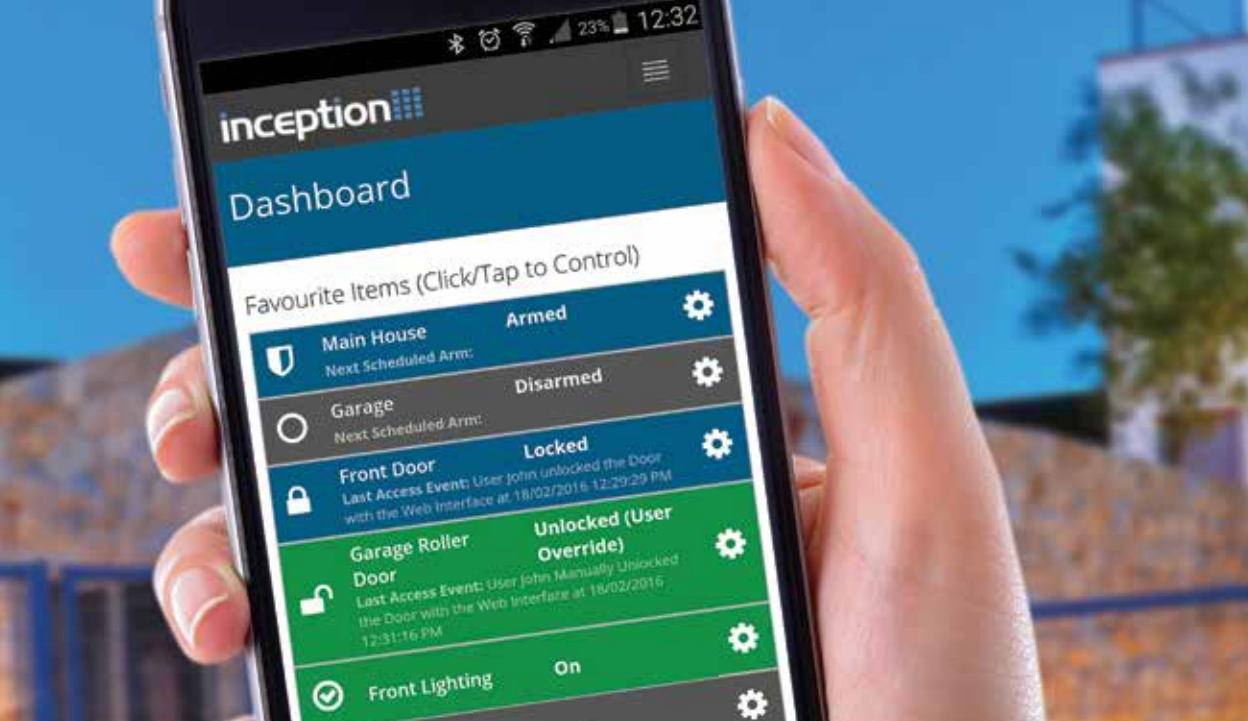 23% 12:32
inception
Dashboard
Favourite Items (Click/Tap to Control)
Main House Armed
Next Scheduled Arm:
Garage Disarmed
Next Scheduled Arm:
Front Door Locked
Last Access Event: User John unlocked the Door
with the Web Interface at 18/02/2016 12:29:29 PM
Garage Roller Unlocked (User
Door Override)
Last Access Event: User John Manually Unlocked
the Door with the Web Interface at 18/02/2016
12:31:16 PM
Front Lighting On